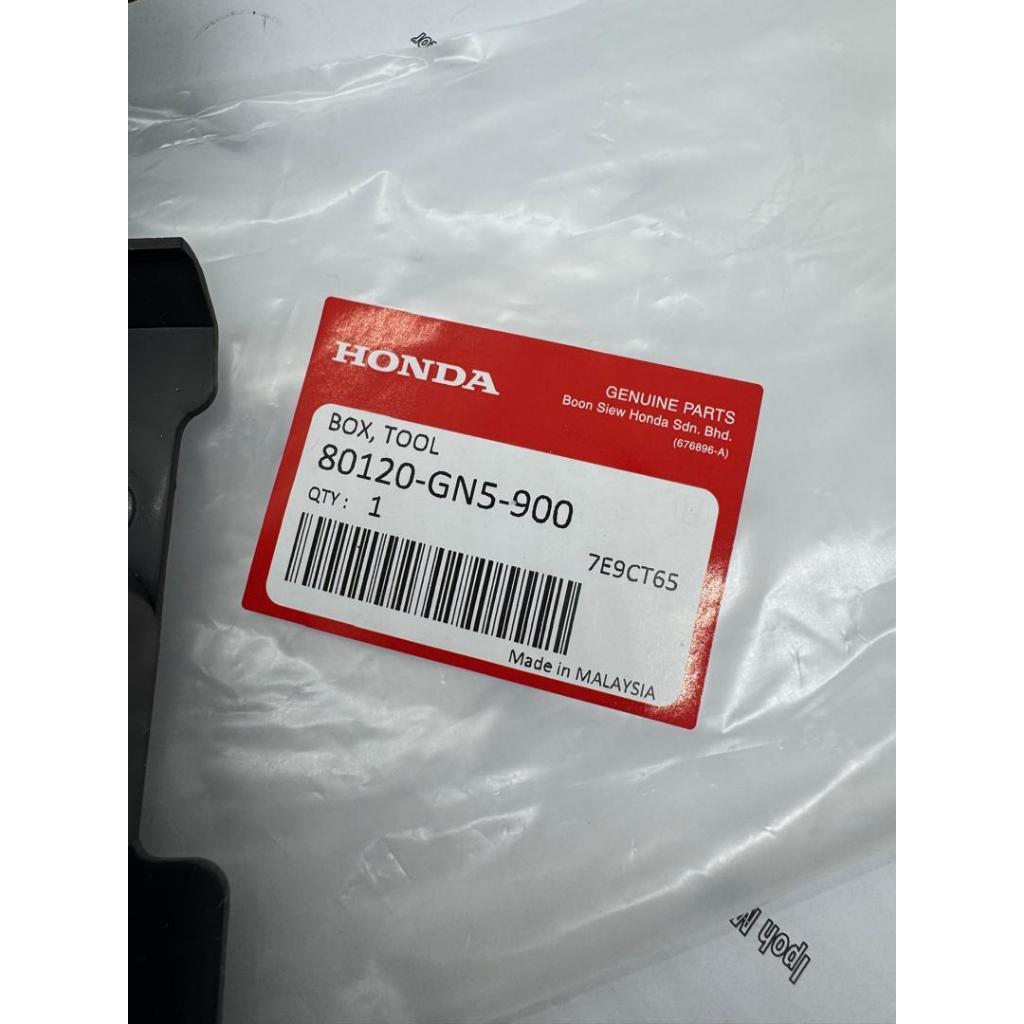 HONDA
GENUINE PARTS
Boon Siew Honda Sdn. Bhd.
(676896-A)
BOX, TOOL
80120-GN5-900
QTY : 1
7E9CT65
Made in MALAYSIA
Ipoh